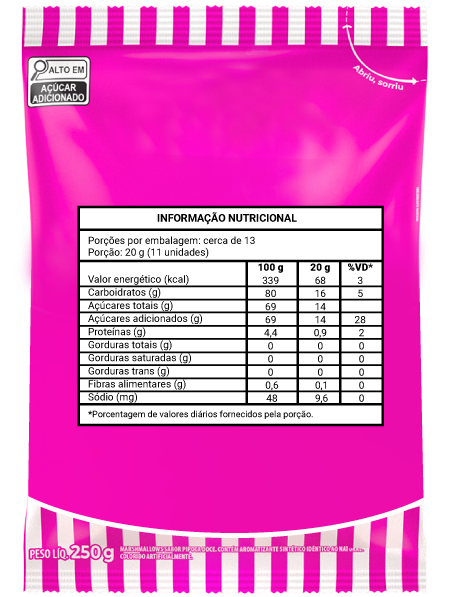 Abriu, sorriu
ALTO EM
AÇÚCAR
ADICIONADO
INFORMAÇÃO NUTRICIONAL
Porções por embalagem: cerca de 13
Porção: 20 g (11 unidades)
100 g 20 g %VD*
Valor energético (kcal) 339 68 3
Carboidratos (g) 80 16 5
Açúcares totais (g) 69 14
Açúcares adicionados (g) 69 14 28
Proteínas (g) 4,4 0,9 2
Gorduras totais (g) 0 0 0
Gorduras saturadas (g) 0 0 0
Gorduras trans (g) 0 0 0
Fibras alimentares (g) 0,6 0,1 0
Sódio (mg) 48 9,6 0
*Porcentagem de valores diários fornecidos pela porção.
PESO LÍQ. 250 g
MARSHMALLOWS SABOR PIPOCA DOCE. CONTÉM AROMATIZANTE SINTÉTICO IDÊNTICO AO
COLORIDO ARTIFICIALMENTE.